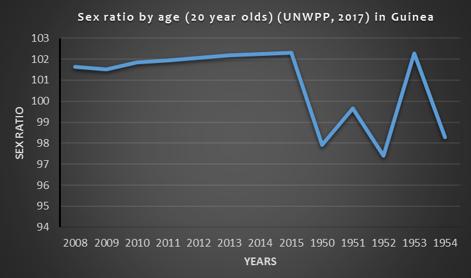 Sex ratio by age (20 year olds) (UNWPP, 2017) in Guinea
103
102
101
100
99
98
97
96
95
94
SEX RATIO
2008 2009 2010 2011 2012 2013 2014 2015 1950 1951 1952 1953 1954
YEARS